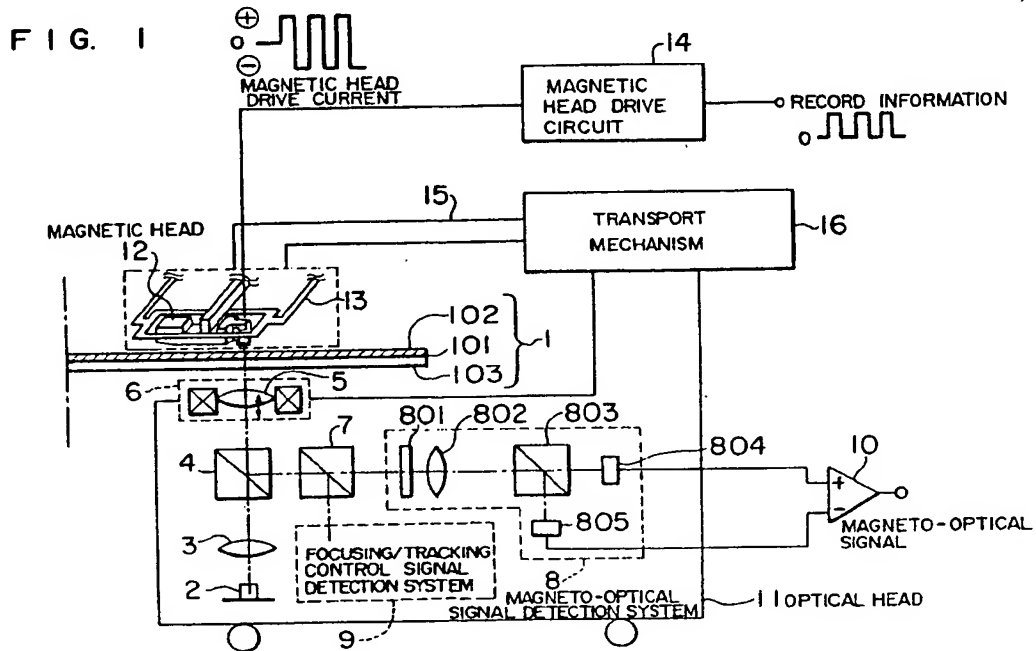 FIG. 1
⊕
O
⊖
MAGNETIC HEAD
DRIVE CURRENT
14
MAGNETIC
HEAD DRIVE
CIRCUIT
RECORD INFORMATION
O
15
TRANSPORT
MECHANISM
16
MAGNETIC HEAD
12
13
102
101
103
1
6
5
4
7
801
802
803
804
10
+
-
MAGNETO-OPTICAL
SIGNAL
805
3
2
FOCUSING/TRACKING
CONTROL SIGNAL
DETECTION SYSTEM
9
8
MAGNETO-OPTICAL
SIGNAL DETECTION SYSTEM
11 OPTICAL HEAD